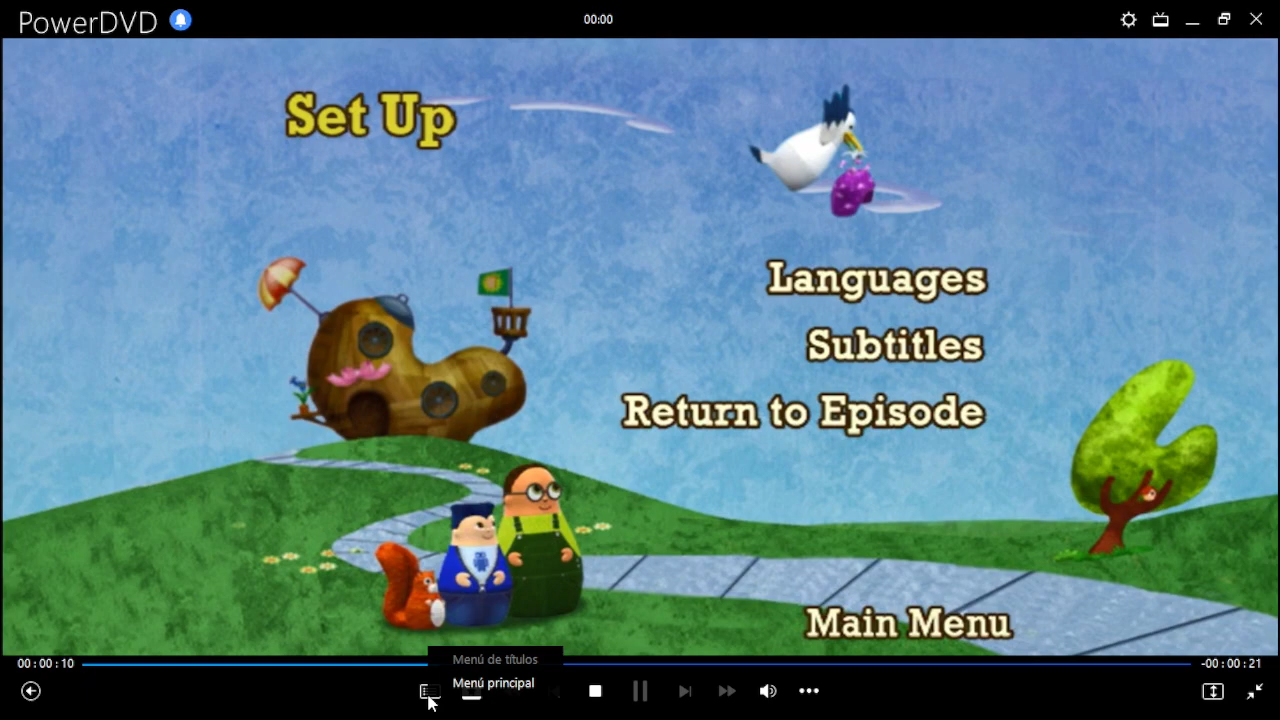 PowerDVD
00:00
Set Up
Languages
Subtitles
Return to Episode
Main Menu
00:00:10
-00:00:21
Menú de títulos
Menú principal